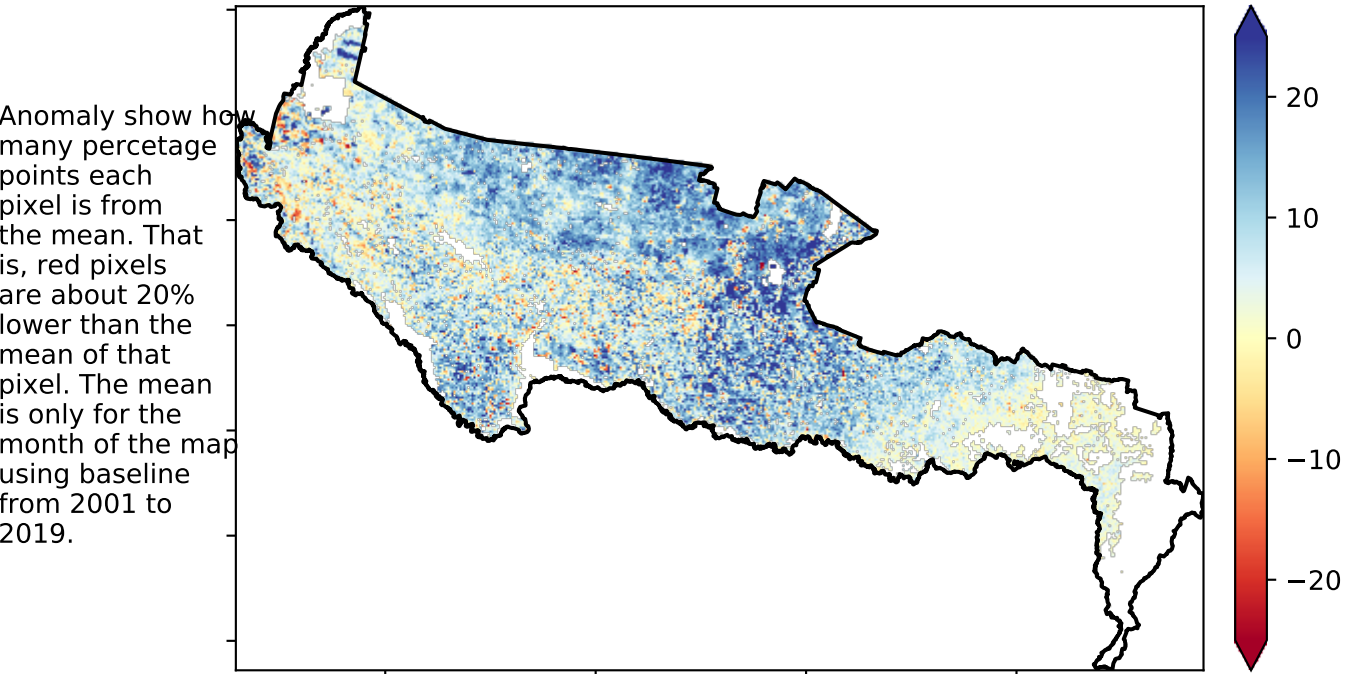 Anomaly show how
many percetage
points each
pixel is from
the mean. That
is, red pixels
are about 20%
lower than the
mean of that
pixel. The mean
is only for the
month of the map
using baseline
from 2001 to
2019.
20
10
0
−10
−20